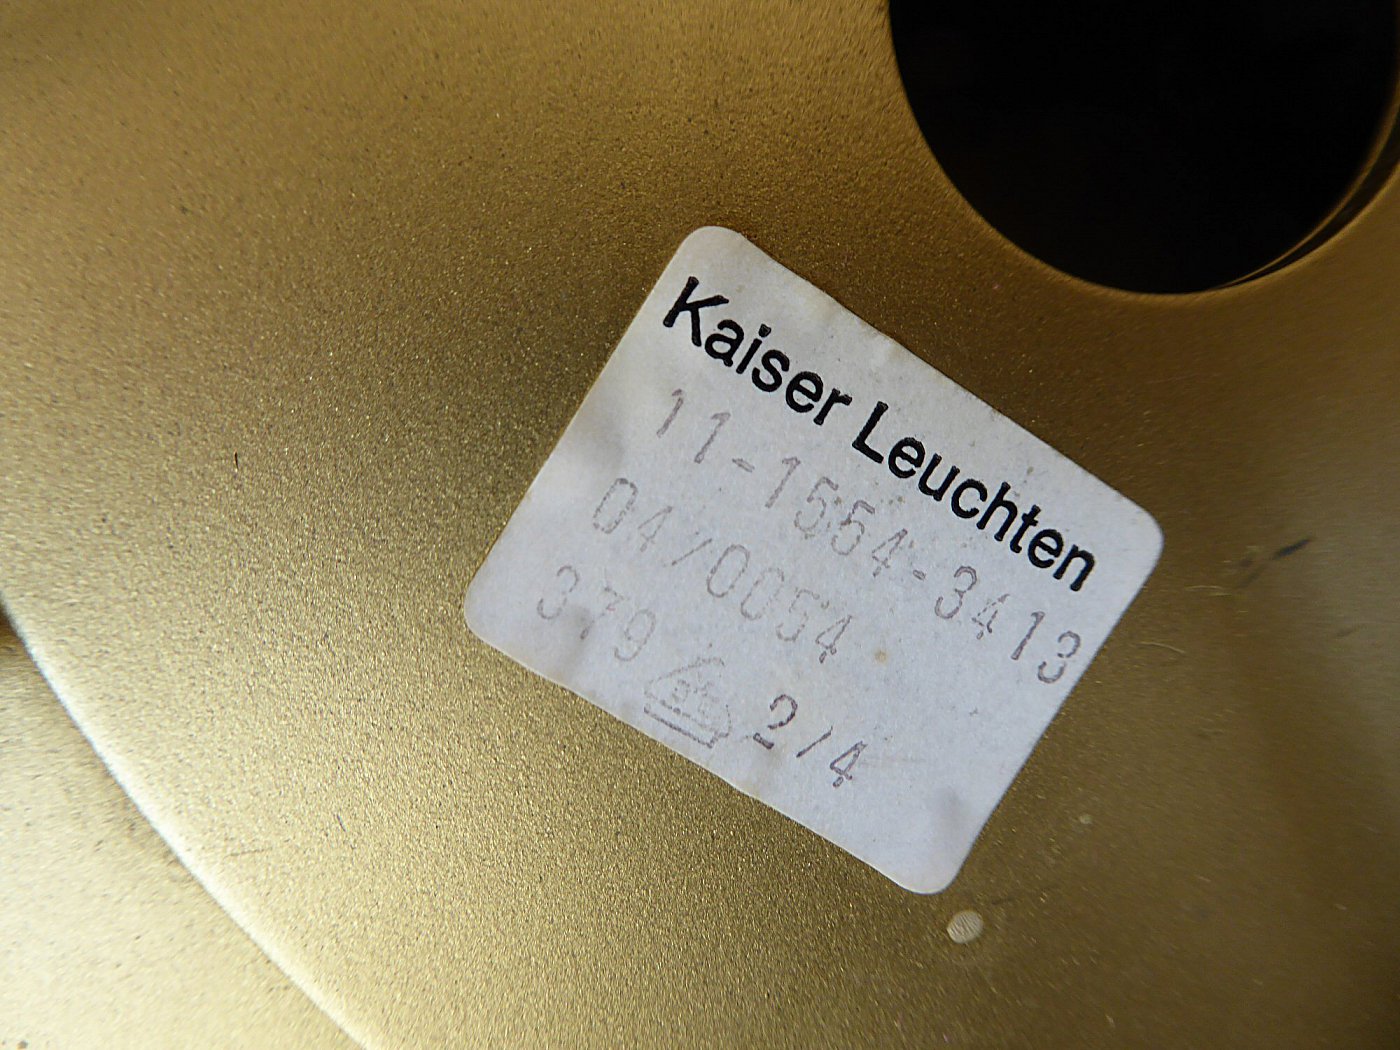 Kaiser Leuchten
11-1554-3413
04/0054
379 2/4